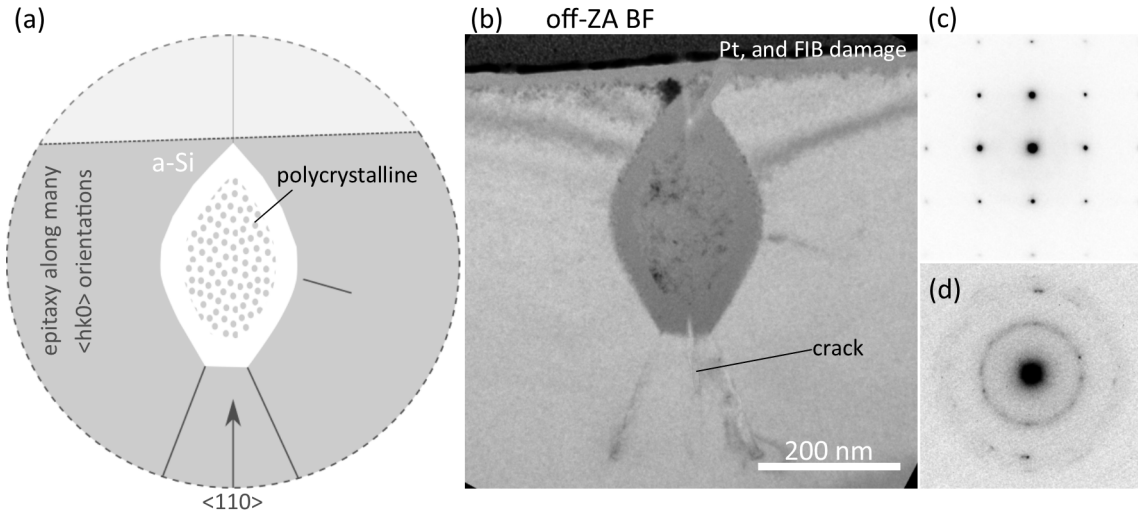 (a)
a-Si
polycrystalline
epitaxy along many
<hk0> orientations
<110>
(b) off-ZA BF
Pt, and FIB damage
crack
200 nm
(c)
(d)